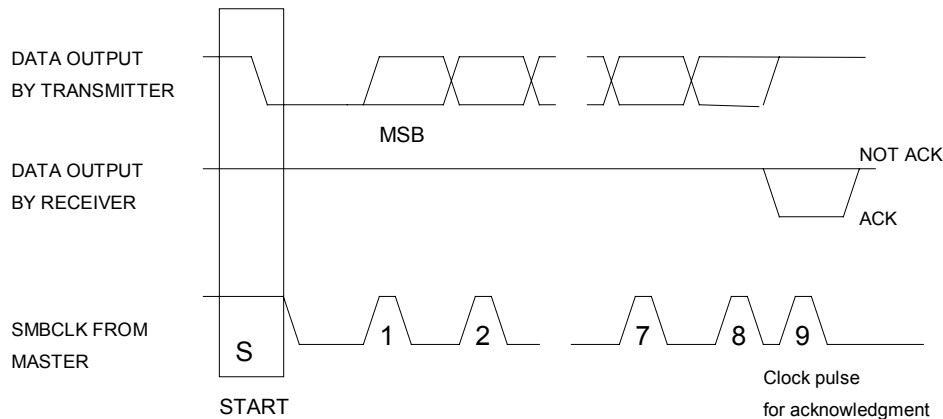 DATA OUTPUT
BY TRANSMITTER
MSB
DATA OUTPUT
BY RECEIVER
NOT ACK
ACK
SMBCLK FROM
MASTER
S
1
2
7
8
9
START
Clock pulse
for acknowledgment